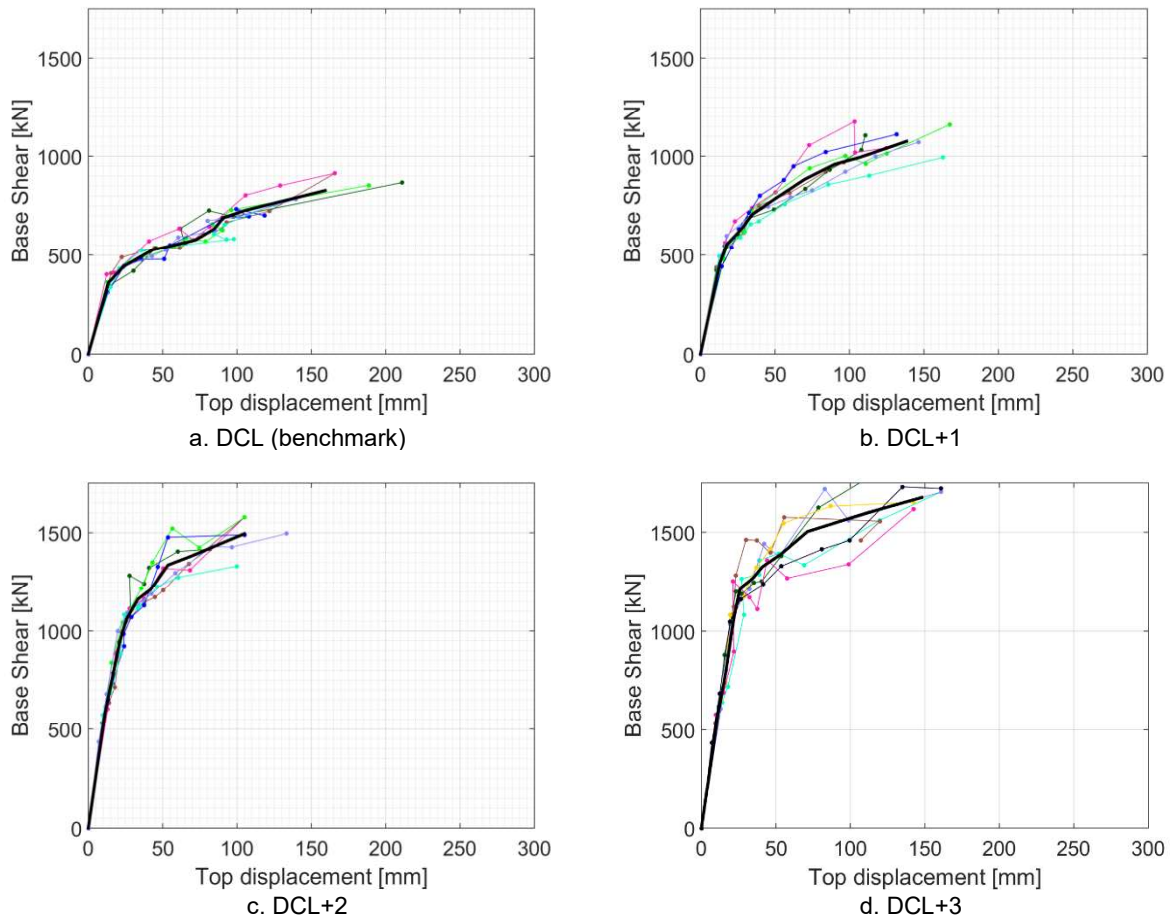 1500
1000
500
0
Base Shear [kN]
0 50 100 150 200 250 300
Top displacement [mm]
a. DCL (benchmark)
1500
1000
500
0
Base Shear [kN]
0 50 100 150 200 250 300
Top displacement [mm]
b. DCL+1
1500
1000
500
0
Base Shear [kN]
0 50 100 150 200 250 300
Top displacement [mm]
c. DCL+2
1500
1000
500
0
Base Shear [kN]
0 50 100 150 200 250 300
Top displacement [mm]
d. DCL+3